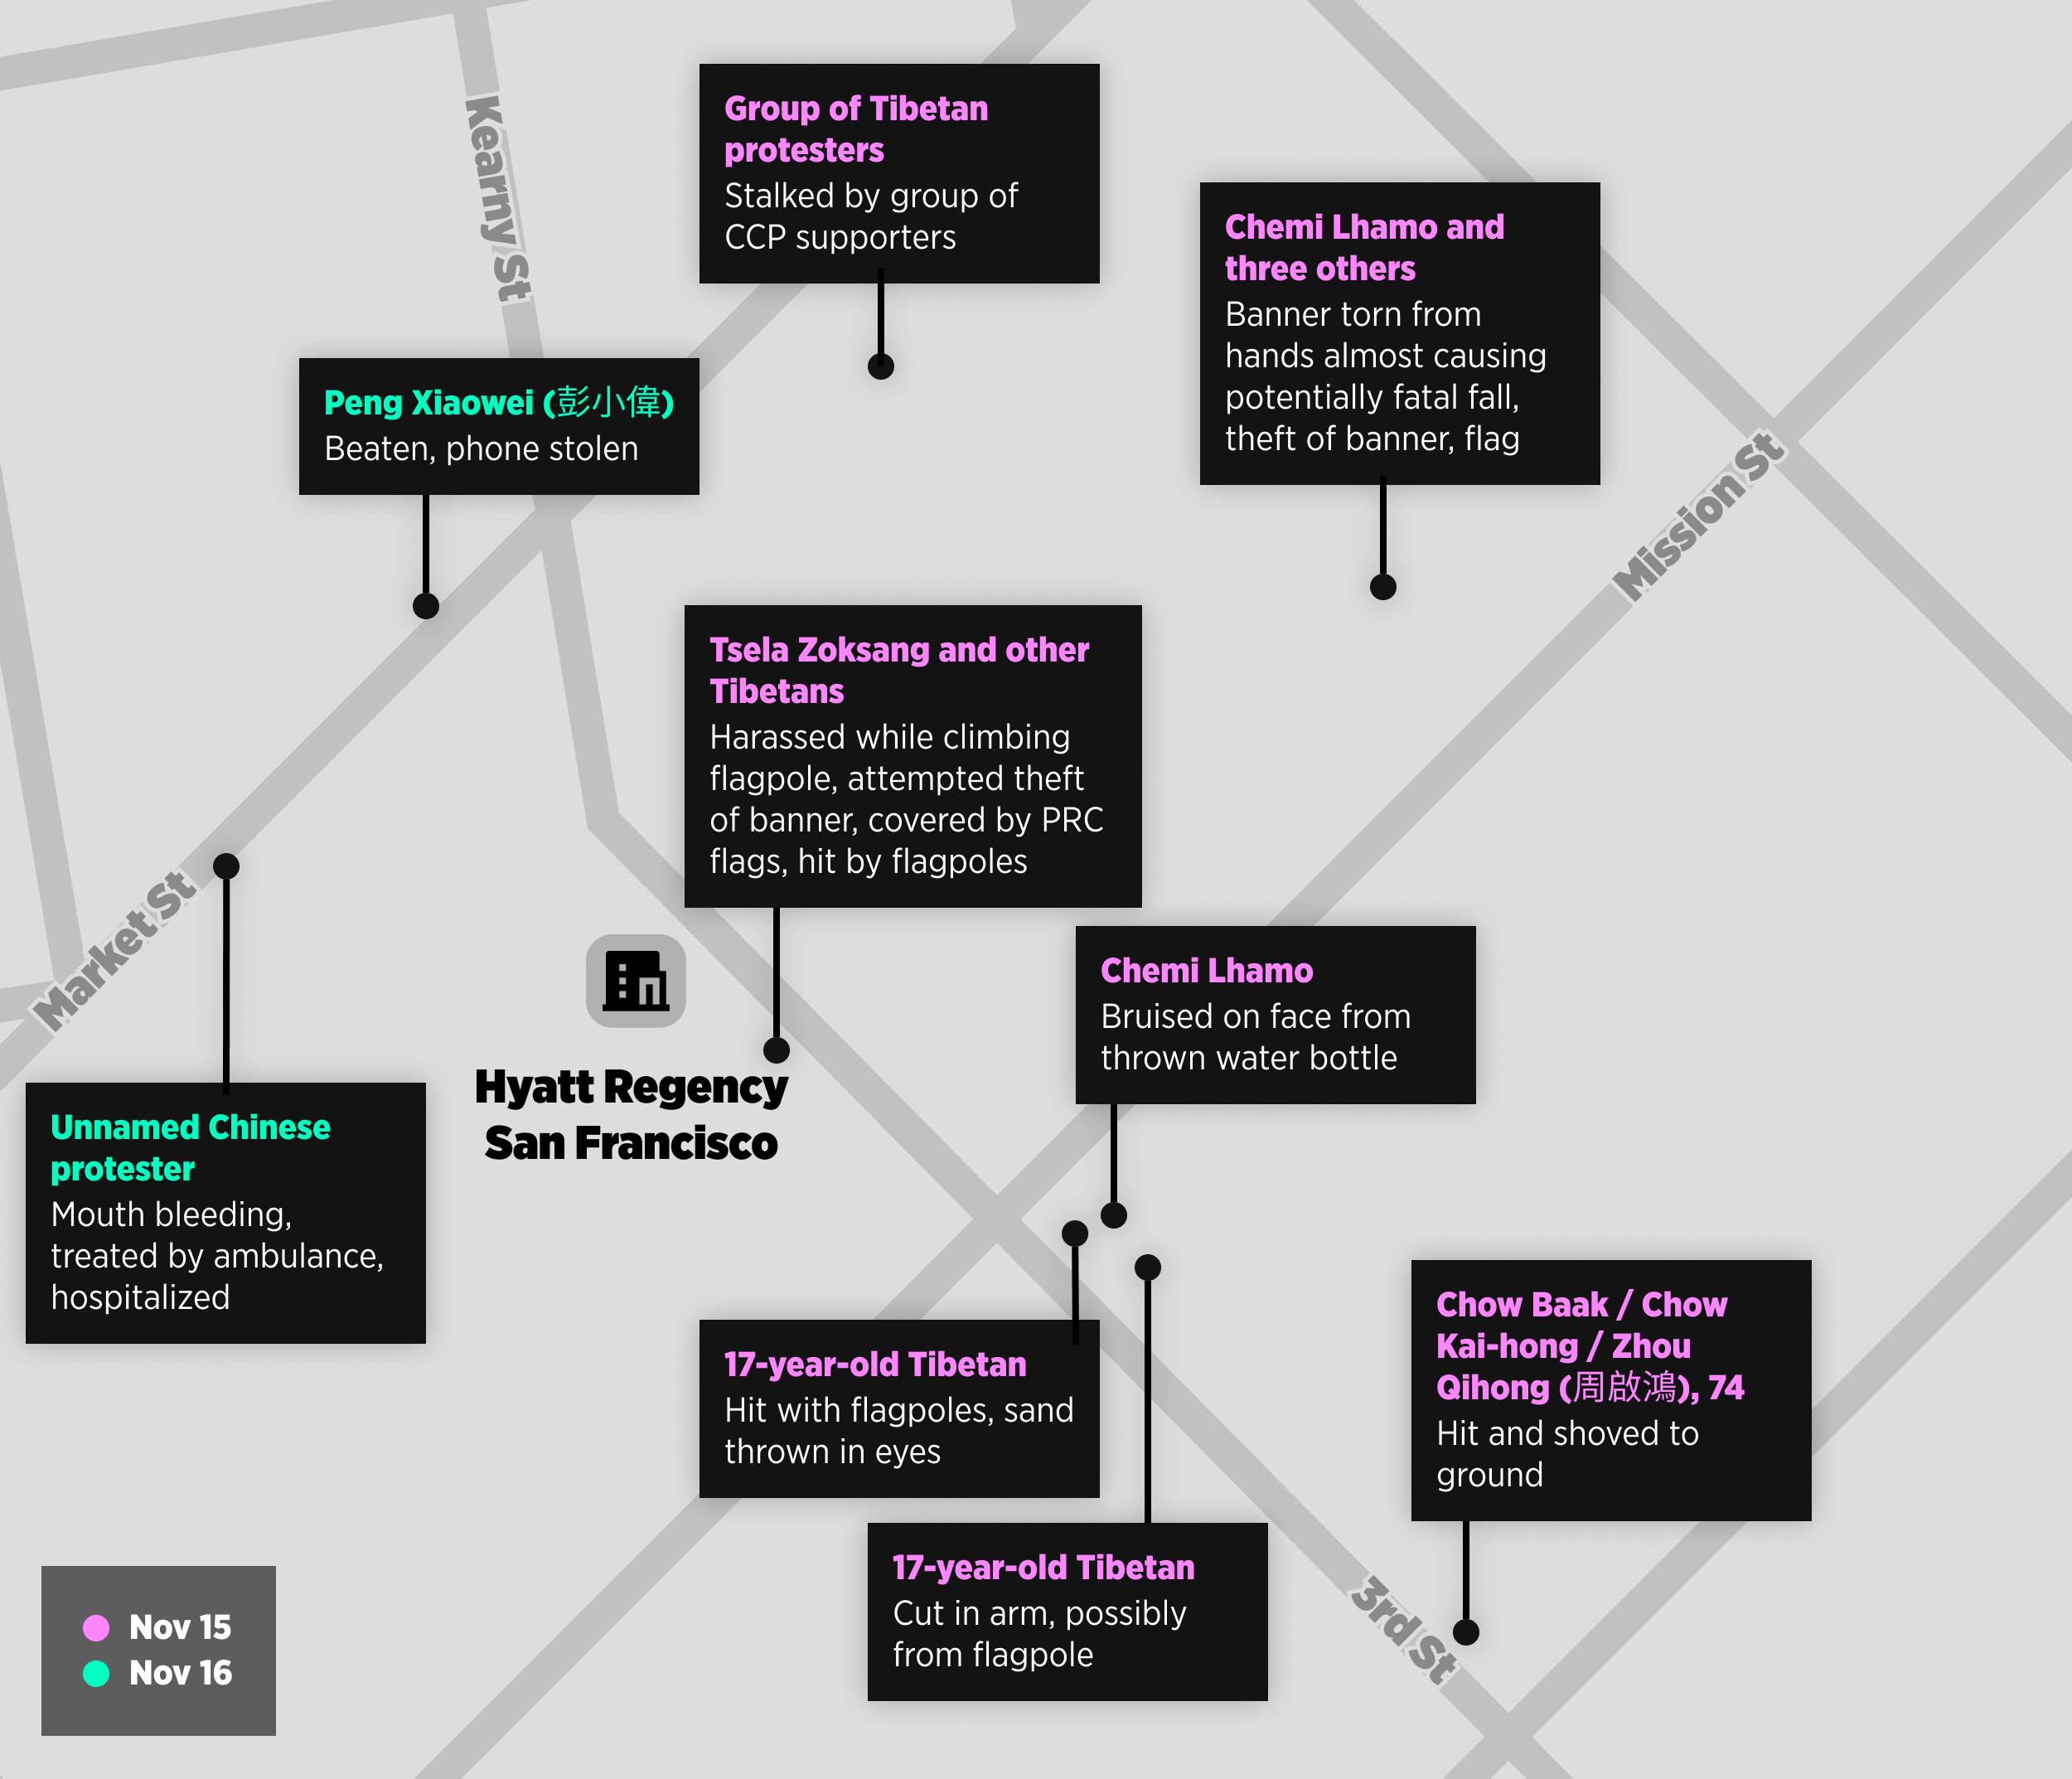 Kearny St
Group of Tibetan
protesters
Stalked by group of
CCP supporters
Chemi Lhamo and
three others
Banner torn from
hands almost causing
potentially fatal fall,
theft of banner, flag
Peng Xiaowei (彭小偉)
Beaten, phone stolen
Mission St
Tsela Zoksang and other
Tibetans
Harassed while climbing
flagpole, attempted theft
of banner, covered by PRC
flags, hit by flagpoles
Market St
Chemi Lhamo
Bruised on face from
thrown water bottle
Hyatt Regency
San Francisco
Unnamed Chinese
protester
Mouth bleeding,
treated by ambulance,
hospitalized
17-year-old Tibetan
Hit with flagpoles, sand
thrown in eyes
Chow Baak / Chow
Kai-hong / Zhou
Qihong (周啟鴻), 74
Hit and shoved to
ground
17-year-old Tibetan
Cut in arm, possibly
from flagpole
3rd St
Nov 15
Nov 16